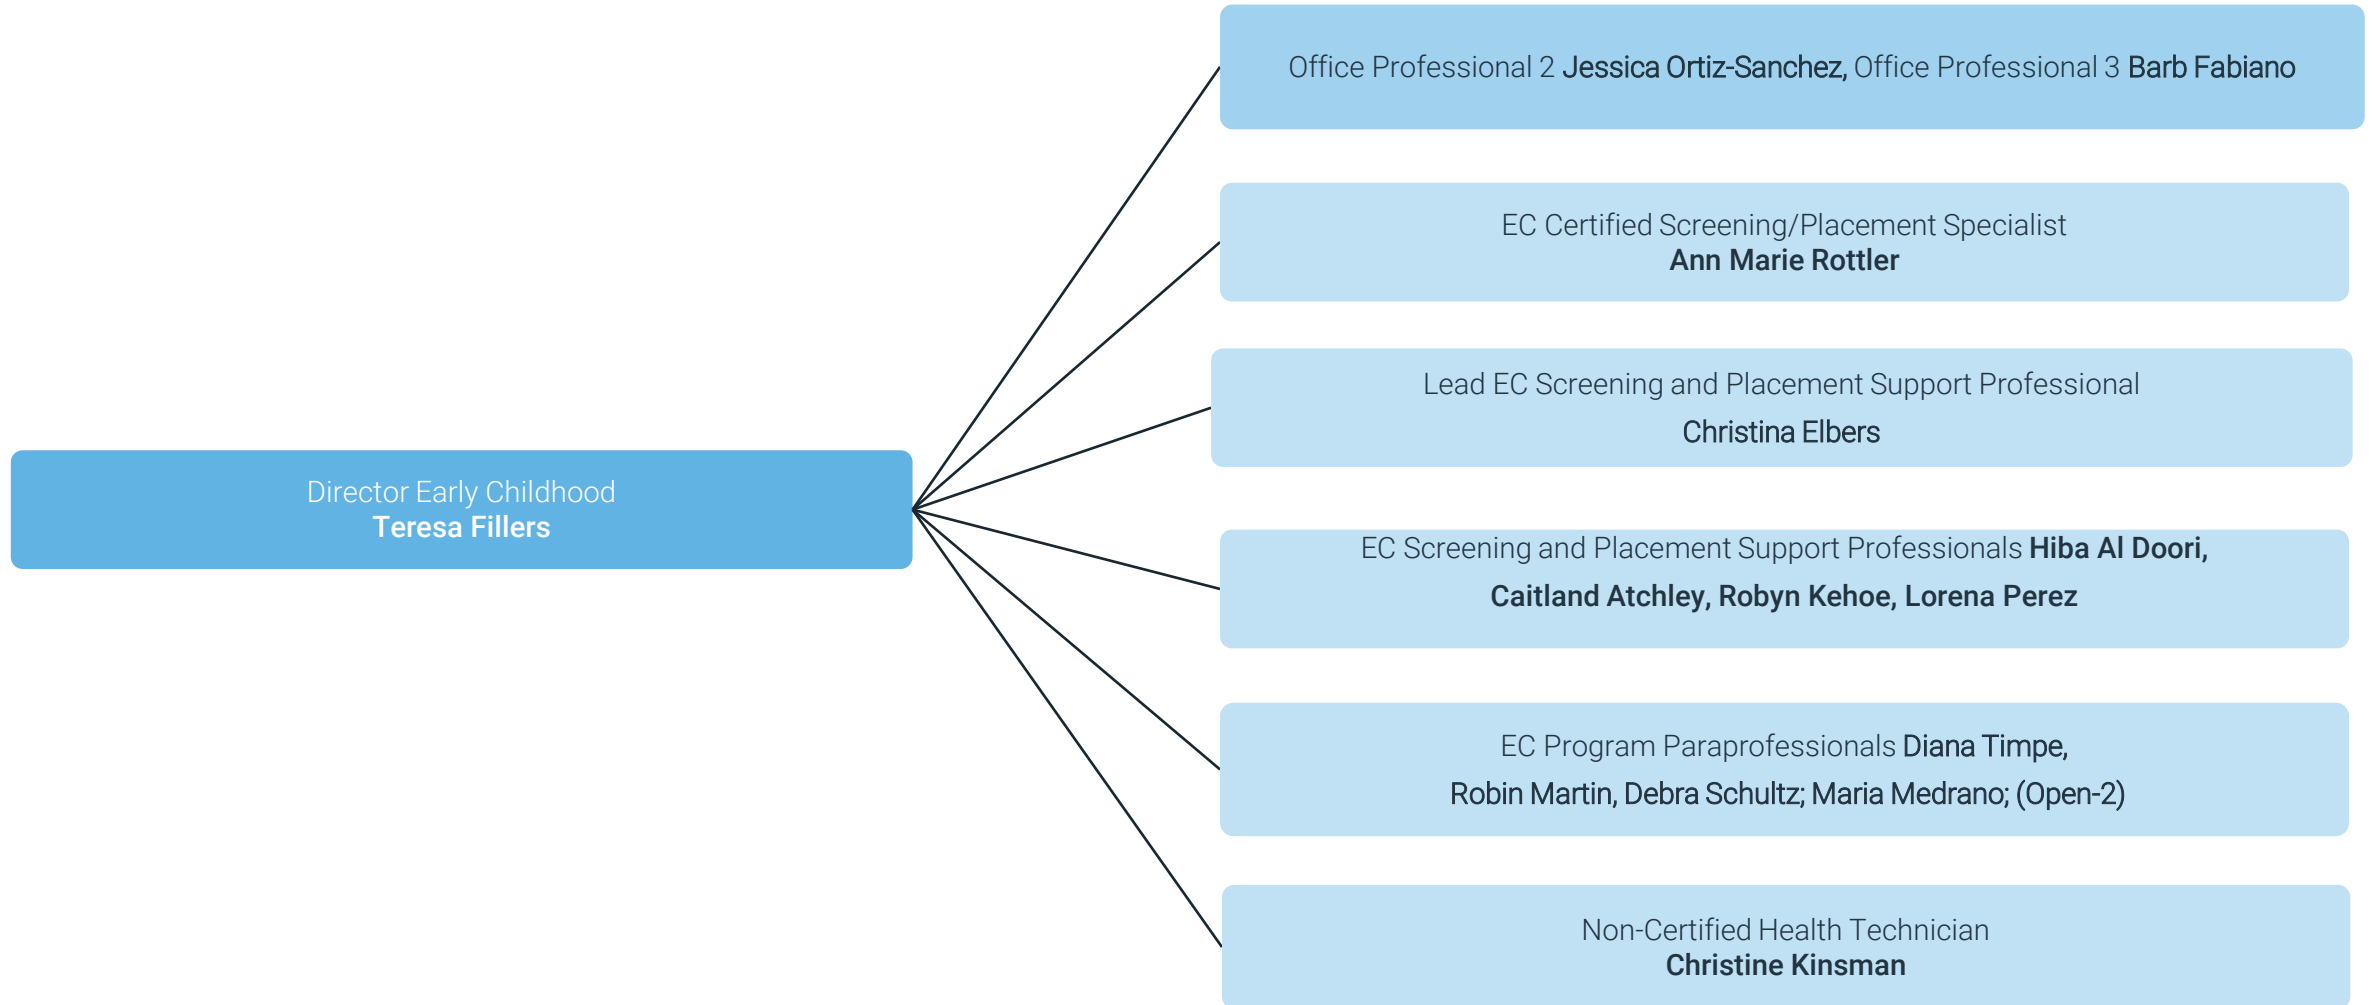 Office Professional 2 Jessica Ortiz-Sanchez, Office Professional 3 Barb Fabiano
EC Certified Screening/Placement Specialist
Ann Marie Rottler
Lead EC Screening and Placement Support Professional
Christina Elbers
Director Early Childhood
Teresa Fillers
EC Screening and Placement Support Professionals Hiba Al Doori,
Caitland Atchley, Robyn Kehoe, Lorena Perez
EC Program Paraprofessionals Diana Timpe,
Robin Martin, Debra Schultz; Maria Medrano; (Open-2)
Non-Certified Health Technician
Christine Kinsman